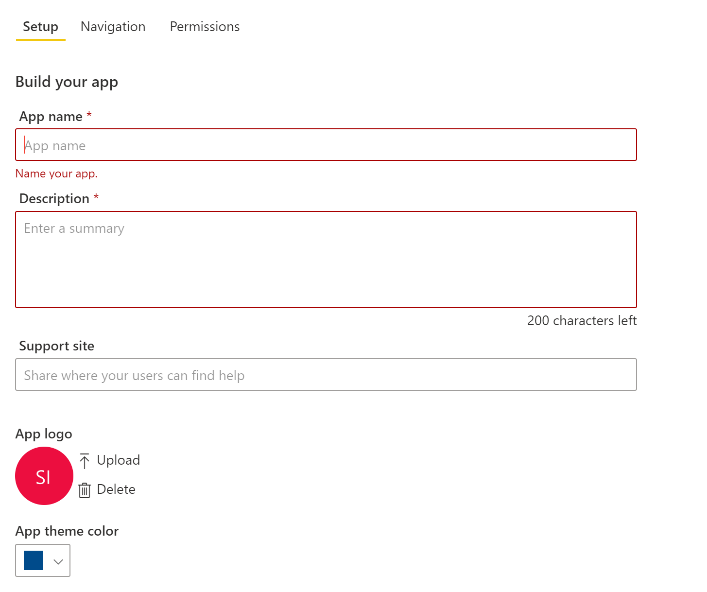 Setup Navigation Permissions
Build your app
App name *
App name
Name your app.
Description *
Enter a summary
200 characters left
Support site
Share where your users can find help
App logo
SI
Upload
Delete
App theme color